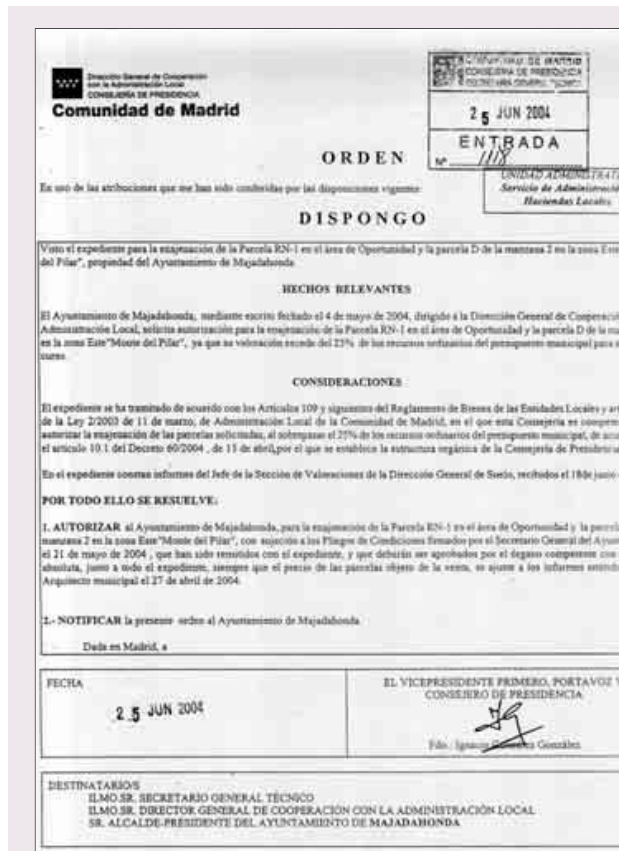 Dirección General de Cooperación
con la Administración Local
CONSEJERÍA DE PRESIDENCIA
Comunidad de Madrid
COMUNIDAD DE MADRID
CONSEJERIA DE PRESIDENCIA
SECRETARIA GENERAL TECNICA
25 JUN 2004
ENTRADA
Nº 1118
UNIDAD ADMINISTRATI
Servicio de Administració
Haciendas Locales
ORDEN
En uso de las atribuciones que me han sido conferidas por las disposiciones vigentes
DISPONGO
Visto el expediente para la enajenación de la Parcela RN-1 en el área de Oportunidad y la parcela D de la manzana 2 en la zona Este
del Pilar", propiedad del Ayuntamiento de Majadahonda.
HECHOS RELEVANTES
El Ayuntamiento de Majadahonda, mediante escrito fechado el 4 de mayo de 2004, dirigido a la Dirección General de Cooperació
Administración Local, solicita autorización para la enajenación de la Parcela RN-1 en el área de Oportunidad y la parcela D de la
en la zona Este"Monte del Pilar", ya que su valoración excede del 25% de los recursos ordinarios del presupuesto municipal para
curso.
CONSIDERACIONES
El expediente se ha tramitado de acuerdo con los Artículos 109 y siguientes del Reglamento de Bienes de las Entidades Locales y
de la Ley 2/2003 de 11 de marzo, de Administración Local de la Comunidad de Madrid, en el que esta Consejería es compet
autorizar la enajenación de las parcelas solicitadas, al sobrepasar el 25% de los recursos ordinarios del presupuesto municipal, de
el artículo 10.1 del Decreto 60/2004 , de 15 de abril,por el que se establece la estructura orgánica de la Consejería de Presidencia
En el expediente constan informes del Jefe de la Sección de Valoraciones de la Dirección General de Suelo, recibidos el 18de junio
POR TODO ELLO SE RESUELVE:
1. AUTORIZAR al Ayuntamiento de Majadahonda, para la enajenación de la Parcela RN-1 en el área de Oportunidad y la parcela
manzana 2 en la zona Este"Monte del Pilar", con sujeción a los Pliegos de Condiciones firmados por el Secretario General del Ayun
el 21 de mayo de 2004 , que han sido remitidos con el expediente, y que deberán ser aprobados por el órgano competente con
absoluta, junto a todo el expediente, siempre que el precio de las parcelas objeto de la venta, se ajuste a los informes emitido
Arquitecto municipal el 27 de abril de 2004.
2.- NOTIFICAR la presente orden al Ayuntamiento de Majadahonda.
Dada en Madrid, a
FECHA
25 JUN 2004
EL VICEPRESIDENTE PRIMERO, PORTAVOZ Y
CONSEJERO DE PRESIDENCIA
Fdo.: Ignacio González González
DESTINATARIO/S
ILMO.SR. SECRETARIO GENERAL TÉCNICO
ILMO.SR. DIRECTOR GENERAL DE COOPERACIÓN CON LA ADMINISTRACIÓN LOCAL
SR. ALCALDE-PRESIDENTE DEL AYUNTAMIENTO DE MAJADAHONDA